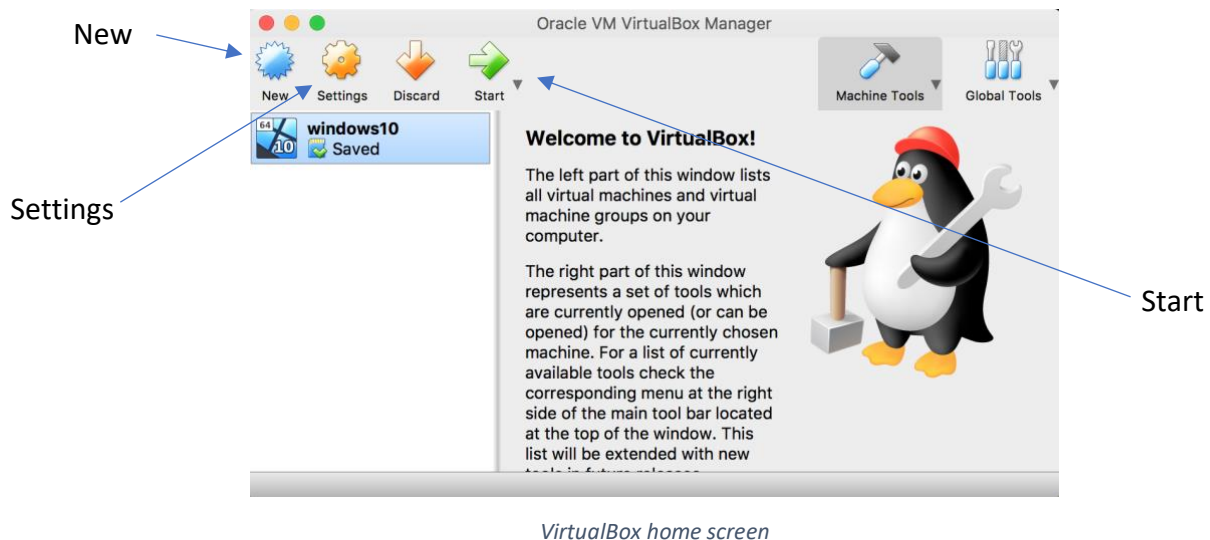 New
Oracle VM VirtualBox Manager
New Settings Discard Start Machine Tools Global Tools
64
10
windows10
Saved
Settings
Welcome to VirtualBox!
The left part of this window lists
all virtual machines and virtual
machine groups on your
computer.
The right part of this window
represents a set of tools which
are currently opened (or can be
opened) for the currently chosen
machine. For a list of currently
available tools check the
corresponding menu at the right
side of the main tool bar located
at the top of the window. This
list will be extended with new
tools in future releases
Start
VirtualBox home screen